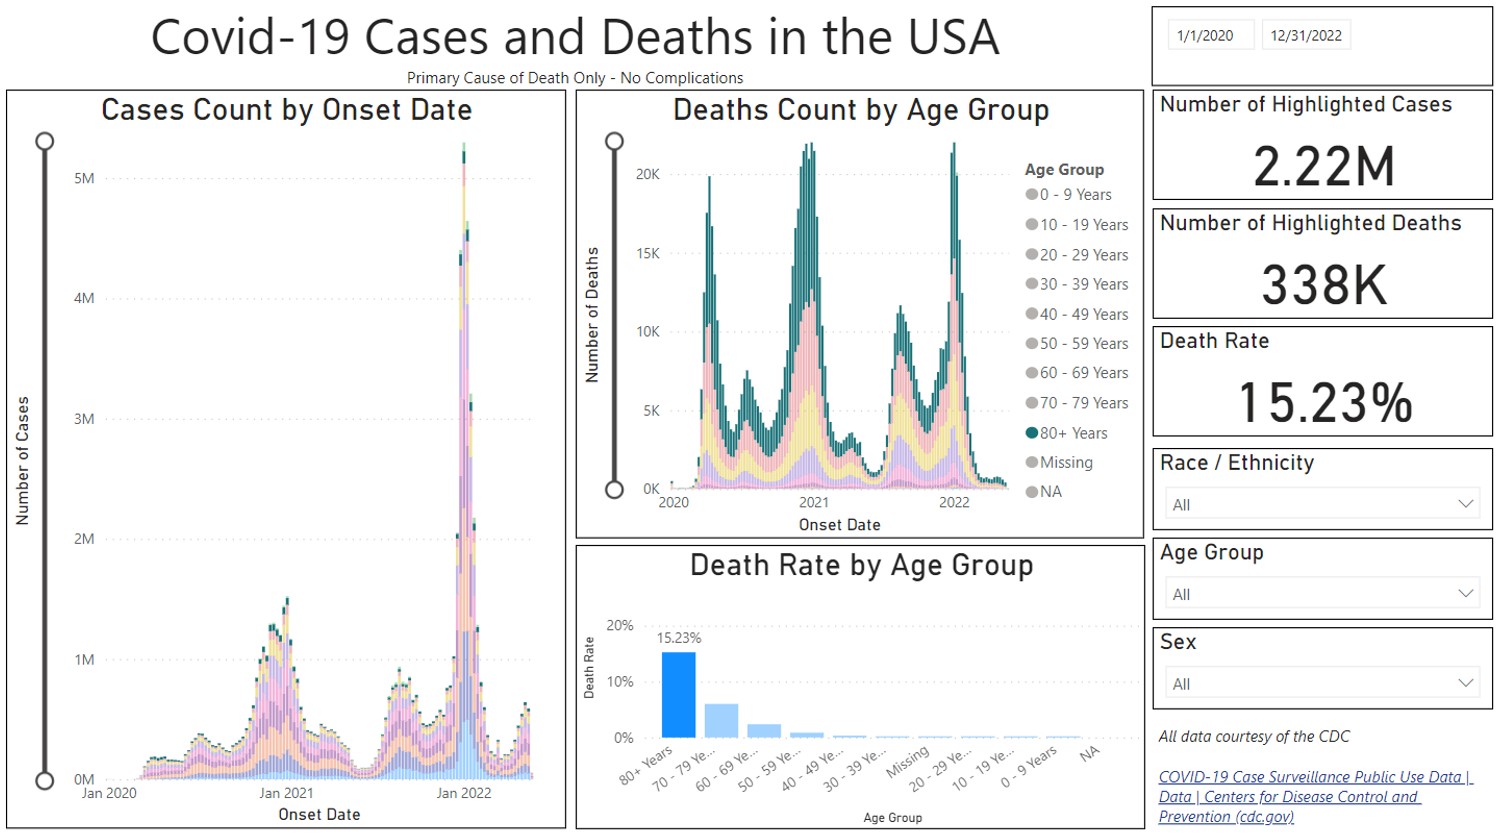 Covid-19 Cases and Deaths in the USA
Primary Cause of Death Only - No Complications
1/1/2020
12/31/2022
Cases Count by Onset Date
Number of Cases
5M
4M
3M
2M
1M
0M
Jan 2020
Jan 2021
Jan 2022
Onset Date
Deaths Count by Age Group
Number of Deaths
20K
15K
10K
5K
0K
2020
2021
2022
Onset Date
Age Group
0 - 9 Years
10 - 19 Years
20 - 29 Years
30 - 39 Years
40 - 49 Years
50 - 59 Years
60 - 69 Years
70 - 79 Years
80+ Years
Missing
NA
Death Rate by Age Group
Death Rate
20%
10%
10%
0%
15.23%
80+ Years
70 - 79 Ye...
60 - 69 Ye...
50 - 59 Ye...
40 - 49 Ye...
30 - 39 Ye...
Missing
20 - 29 Ye...
10 - 19 Ye...
0 - 9 Years
NA
Age Group
Number of Highlighted Cases
2.22M
Number of Highlighted Deaths
338K
Death Rate
15.23%
Race / Ethnicity
All
Age Group
All
Sex
All
All data courtesy of the CDC
COVID-19 Case Surveillance Public Use Data |
Data | Centers for Disease Control and
Prevention (cdc.gov)